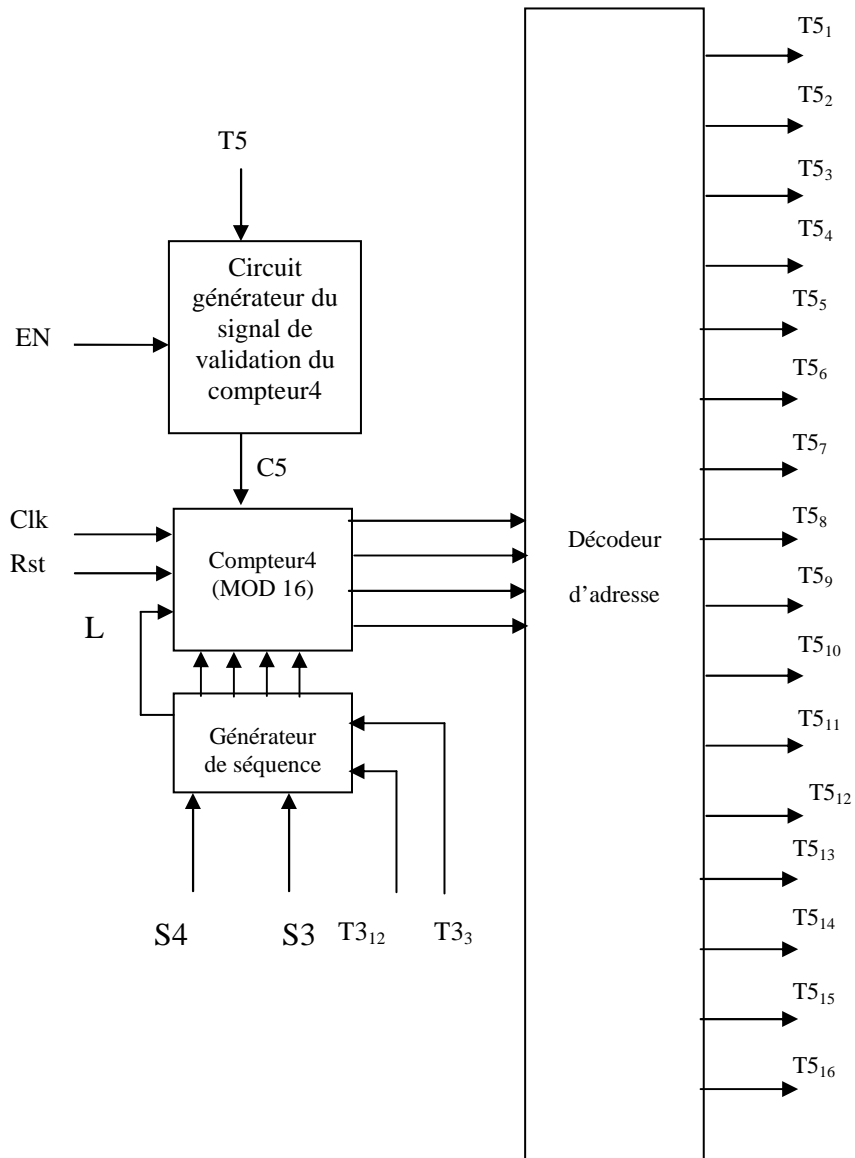 T5₁
T5₂
T5
T5₃
T5₄
Circuit
générateur du
signal de
validation du
compteur4
T5₅
EN
T5₆
T5₇
C5
Clk
Rst
L
Compteur4
(MOD 16)
Décodeur
d'adresse
T5₈
T5₉
T5₁₀
Générateur
de séquence
T5₁₁
T5₁₂
T5₁₃
S4
S3
T3₁₂
T3₃
T5₁₄
T5₁₅
T5₁₆